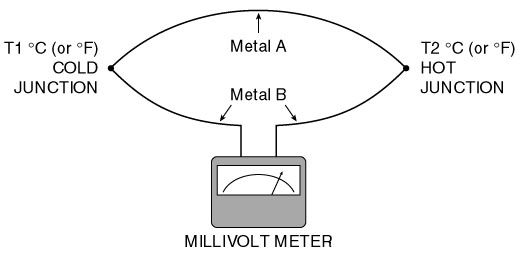 T1 °C (or °F)
COLD
JUNCTION
Metal A
Metal B
T2 °C (or °F)
HOT
JUNCTION
MILLIVOLT METER